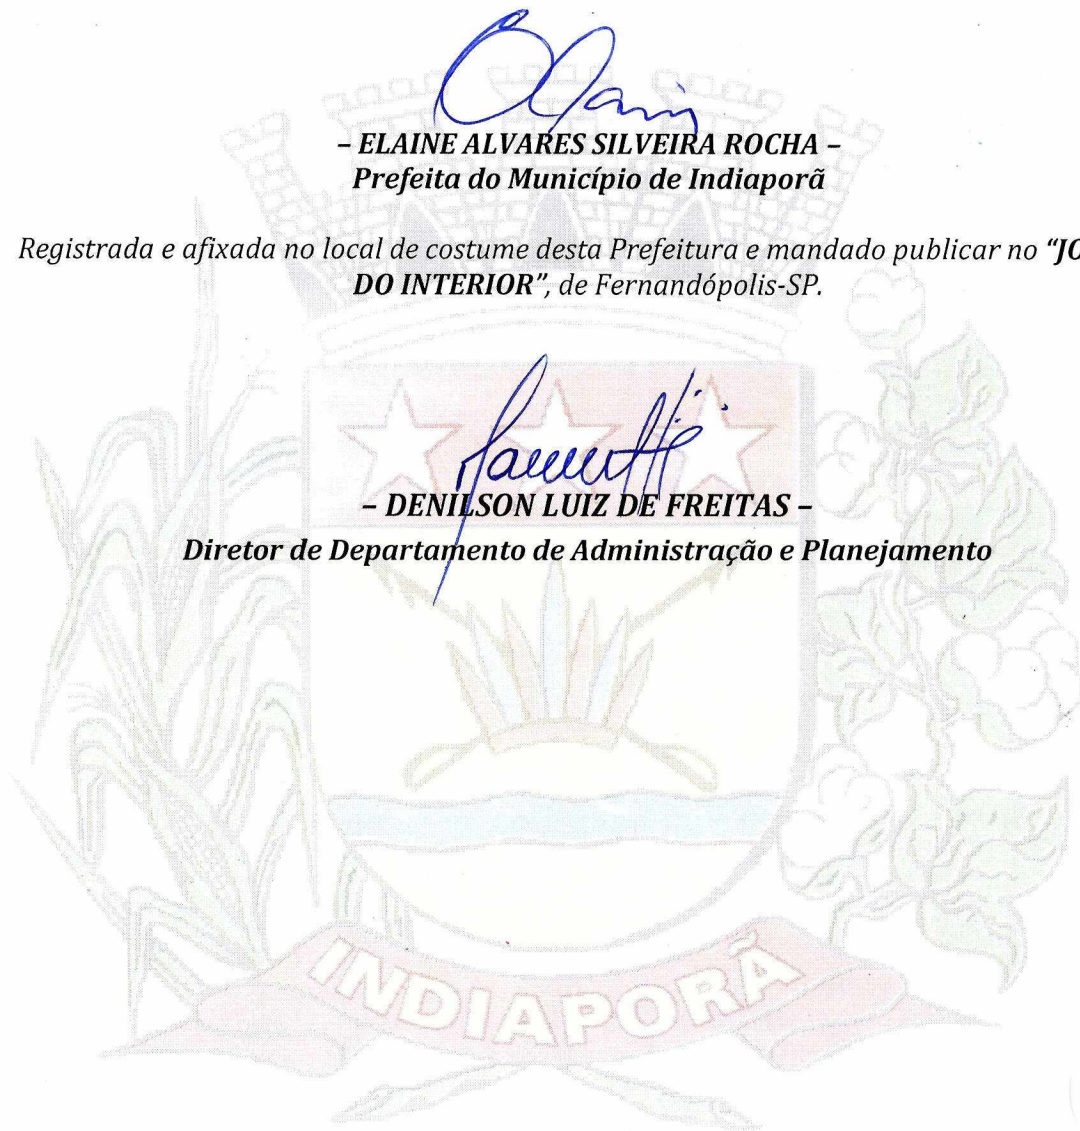 – ELAINE ALVARES SILVEIRA ROCHA –
Prefeita do Município de Indiaporã
Registrada e afixada no local de costume desta Prefeitura e mandado publicar no “JO
DO INTERIOR”, de Fernandópolis-SP.
– DENILSON LUIZ DE FREITAS –
Diretor de Departamento de Administração e Planejamento
INDIAPORÃ